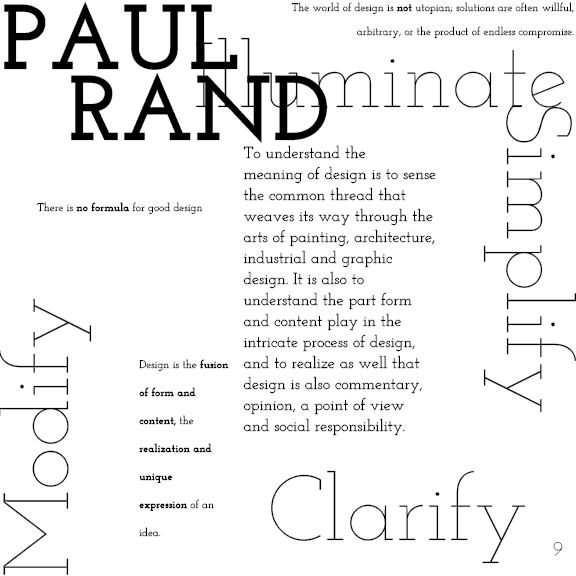 PAUL
RAND
The world of design is not utopian; solutions are often willful,
arbitrary, or the product of endless compromise.
Illuminate
Simplify
To understand the
meaning of design is to sense
the common thread that
weaves its way through the
arts of painting, architecture,
industrial and graphic
design. It is also to
understand the part form
and content play in the
intricate process of design,
and to realize as well that
design is also commentary,
opinion, a point of view
and social responsibility.
There is no formula for good design
Modify
Design is the fusion
of form and
content, the
realization and
unique
expression of an
idea.
Clarify
9